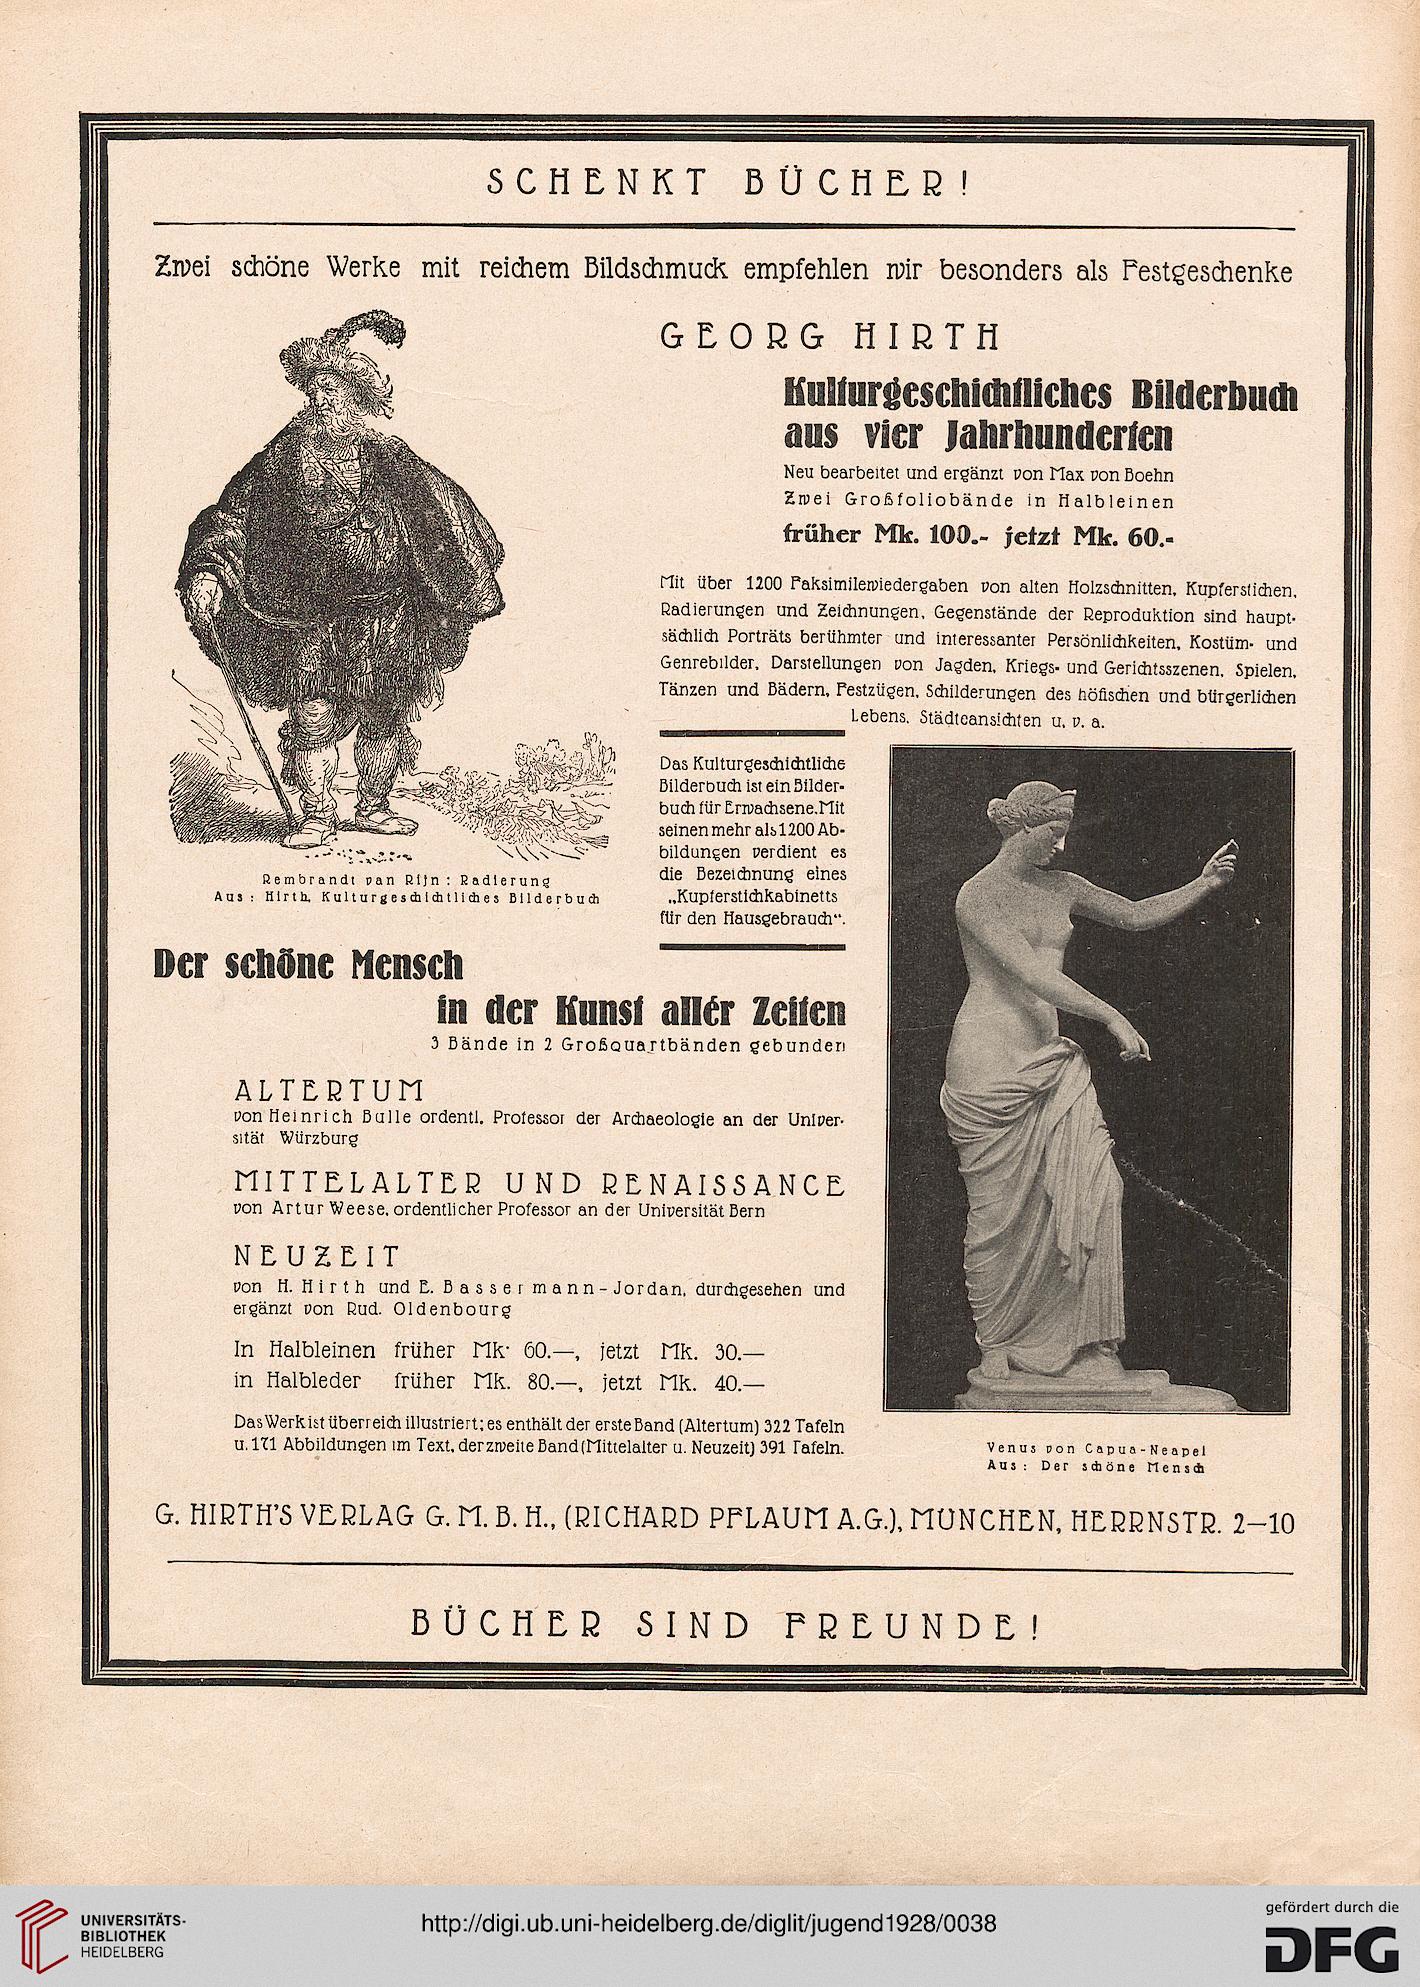 SCHENKT BÜCHER!
Zwei schöne Werke mit reichem Bildschmuck empfehlen wir besonders als Festgeschenke
GEORG HIRTH
Kulturgeschichtliches Bilderbuch
aus vier Jahrhunderten
Neu bearbeitet und ergänzt von Max von Boehn
Zwei Großfoliobände in Halbleinen
früher Mk. 100.- jetzt Mk. 60.-
Mit über 1200 Faksimilewiedergaben von alten Holzschnitten, Kupferstichen,
Radierungen und Zeichnungen, Gegenstände der Reproduktion sind haupt-
sächlich Porträts berühmter und interessanter Persönlichkeiten, Kostüm- und
Genrebilder, Darstellungen von Jagden, Kriegs- und Gerichtsszenen, Spielen,
Tänzen und Bädern, Festzügen, Schilderungen des höfischen und bürgerlichen
Lebens, Städteansichten u. v. a.
Das Kulturgeschichtliche
Bilderbuch ist ein Bilder-
buch für Erwachsene. Mit
seinen mehr als 1200 Ab-
bildungen verdient es
die Bezeichnung eines
„Kupferstichkabinetts
für den Hausgebrauch“.
Rembrandt van Rijn: Radierung
Aus: Hirth, Kulturgeschichtliches Bilderbuch
Der schöne Mensch
in der Kunst aller Zeiten
3 Bände in 2 Großquartbänden gebunden
ALTERTUM
von Heinrich Bulle ordentl. Professor der Archaeologie an der Univer-
sität Würzburg
MITTELALTER UND RENAISSANCE
von Artur Weese, ordentlicher Professor an der Universität Bern
NEUZEIT
von H. Hirth und E. Bassermann-Jordan, durchgesehen und
ergänzt von Rud. Oldenbourg
In Halbleinen früher Mk. 60.—, jetzt Mk. 30.—
in Halbleder früher Mk. 80.—, jetzt Mk. 40.—
Das Werk ist überreich illustriert; es enthält der erste Band (Altertum) 322 Tafeln
u. 171 Abbildungen im Text, der zweite Band (Mittelalter u. Neuzeit) 391 Tafeln.
Venus von Capua-Neapel
Aus: Der schöne Mensch
G. HIRTH'S VERLAG G. M. B. H., (RICHARD PFLAUM A.G.), MÜNCHEN, HERRNSTR. 2—10
BÜCHER SIND FREUNDE!
UNIVERSITÄTS-
BIBLIOTHEK
HEIDELBERG
http://digi.ub.uni-heidelberg.de/diglit/jugend1928/0038
gefördert durch die
DFG